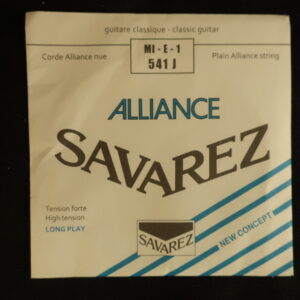 guitare classique - classic guitar
Corde Alliance nue
MI - E - 1
541 J
Plain Alliance string
ALLIANCE
SAVAREZ
Tension forte
High tension
LONG PLAY
SAVAREZ
NEW CONCEPT